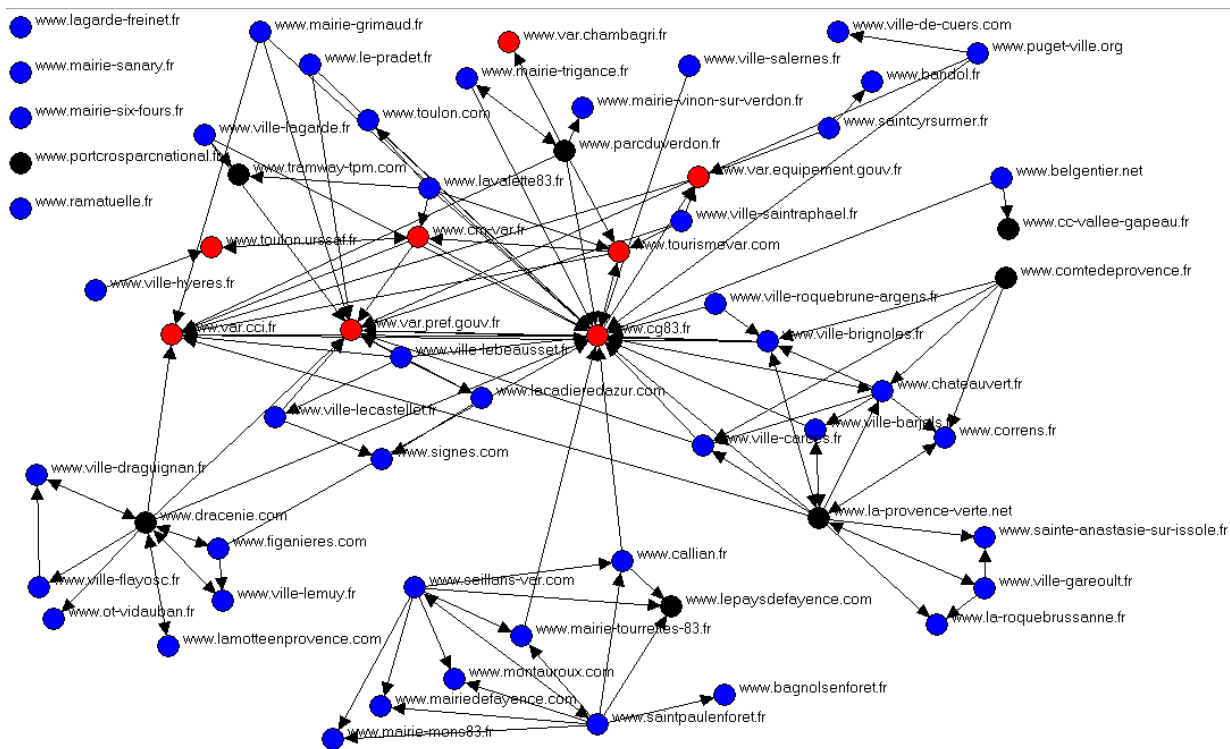 www.lagarde-freinet.fr
www.mairie-grimaud.fr
www.ville-de-cuers.com
www.var.chambagri.fr
www.puget-ville.org
www.le-pradet.fr
www.ville-salernes.fr
www.mairie-sanary.fr
www.mairie-trigance.fr
www.bandol.fr
www.mairie-vinon-sur-verdon.fr
www.mairie-six-fours.fr
www.toulon.com
www.saintcyrsurmer.fr
www.ville-lagarde.fr
www.parcduverdon.fr
www.portcrosparcnational.fr
www.tramway-tpm.com
www.var.equipement.gouv.fr
www.belgentier.net
www.lavalette83.fr
www.ramatuelle.fr
www.ville-saintraphael.fr
www.cc-vallee-gapeau.fr
www.cm-var.fr
www.toulon.urssaf.fr
www.tourismevar.com
www.comtedeprovence.fr
www.ville-hyeres.fr
www.ville-roquebrune-argens.fr
www.var.cci.fr
www.var.pref.gouv.fr
www.cg83.fr
www.ville-brignoles.fr
www.ville-lebeausset.fr
www.chateauvert.fr
www.lacadieredazur.com
www.ville-lecastellet.fr
www.ville-barjols.fr
www.ville-carces.fr
www.correns.fr
www.signes.com
www.ville-draguignan.fr
www.la-provence-verte.net
www.dracenie.com
www.sainte-anastasie-sur-issole.fr
www.figanieres.com
www.callian.fr
www.ville-flayosc.fr
www.seillans-var.com
www.ville-gareoult.fr
www.ville-lemuy.fr
www.lepaysdefayence.com
www.ot-vidauban.fr
www.la-roquebrussanne.fr
www.mairie-tourrettes-83.fr
www.lamotteenprovence.com
www.montauroux.com
www.bagnolsenforet.fr
www.mairiedefayence.com
www.saintpaulenforet.fr
www.mairie-mons83.fr